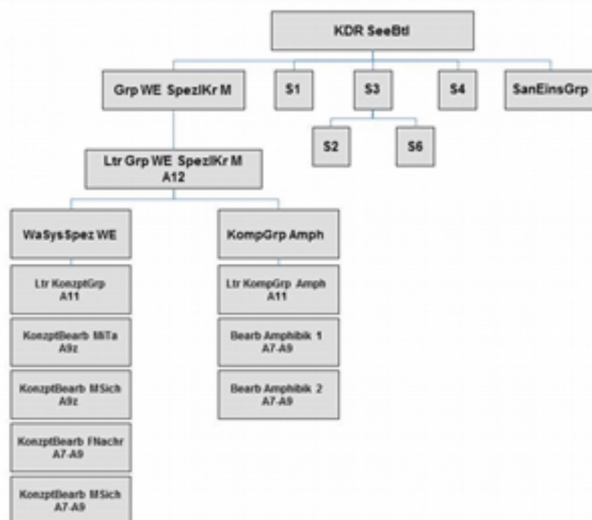 KDR SeeBtl
Grp WE SpezlKr M
S1
S3
S4
SanEinsGrp
S2
S6
Ltr Grp WE SpezlKr M
A12
WaSysSpez WE
KompGrp Amph
Ltr KonzptGrp
A11
Ltr KompGrp Amph
A11
KonzptBearb MiTa
A9z
Bearb Amphibik 1
A7-A9
KonzptBearb MSich
A9z
Bearb Amphibik 2
A7-A9
KonzptBearb FNachr
A7-A9
KonzptBearb MSich
A7-A9